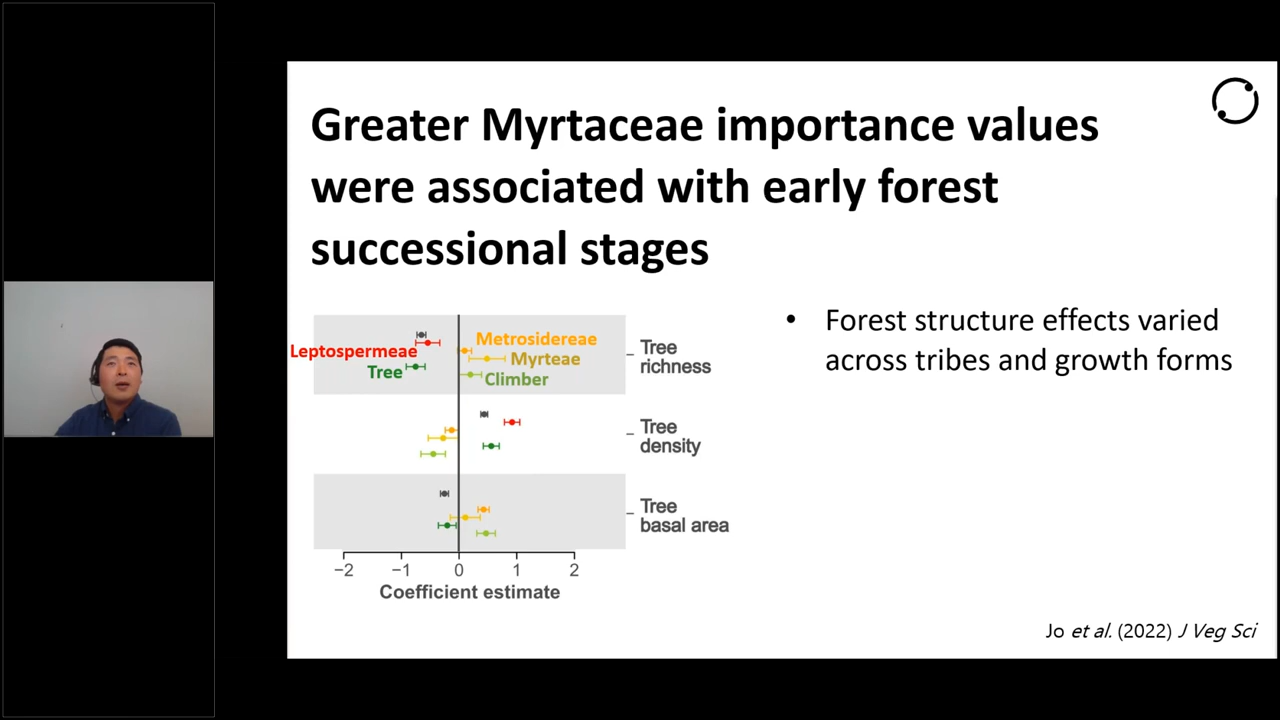 Greater Myrtaceae importance values
were associated with early forest
successional stages
Metrosidereae
Leptospermeae
Myrteae
Tree
Climber
Tree
richness
Tree
density
Tree
basal area
−2 −1 0 1 2
Coefficient estimate
• Forest structure effects varied
across tribes and growth forms
Jo et al. (2022) J Veg Sci